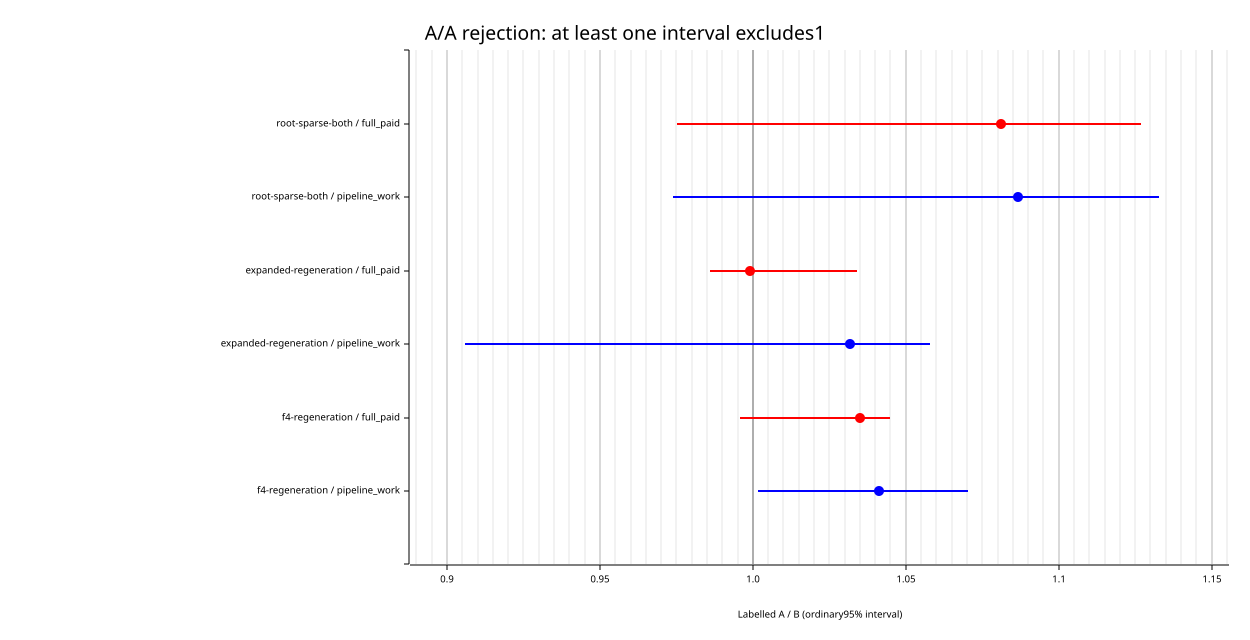 A/A rejection: at least one interval excludes1
root-sparse-both / full_paid
root-sparse-both / pipeline_work
expanded-regeneration / full_paid
expanded-regeneration / pipeline_work
f4-regeneration / full_paid
f4-regeneration / pipeline_work
0.9 0.95 1.0 1.05 1.1 1.15
Labelled A / B (ordinary95% interval)